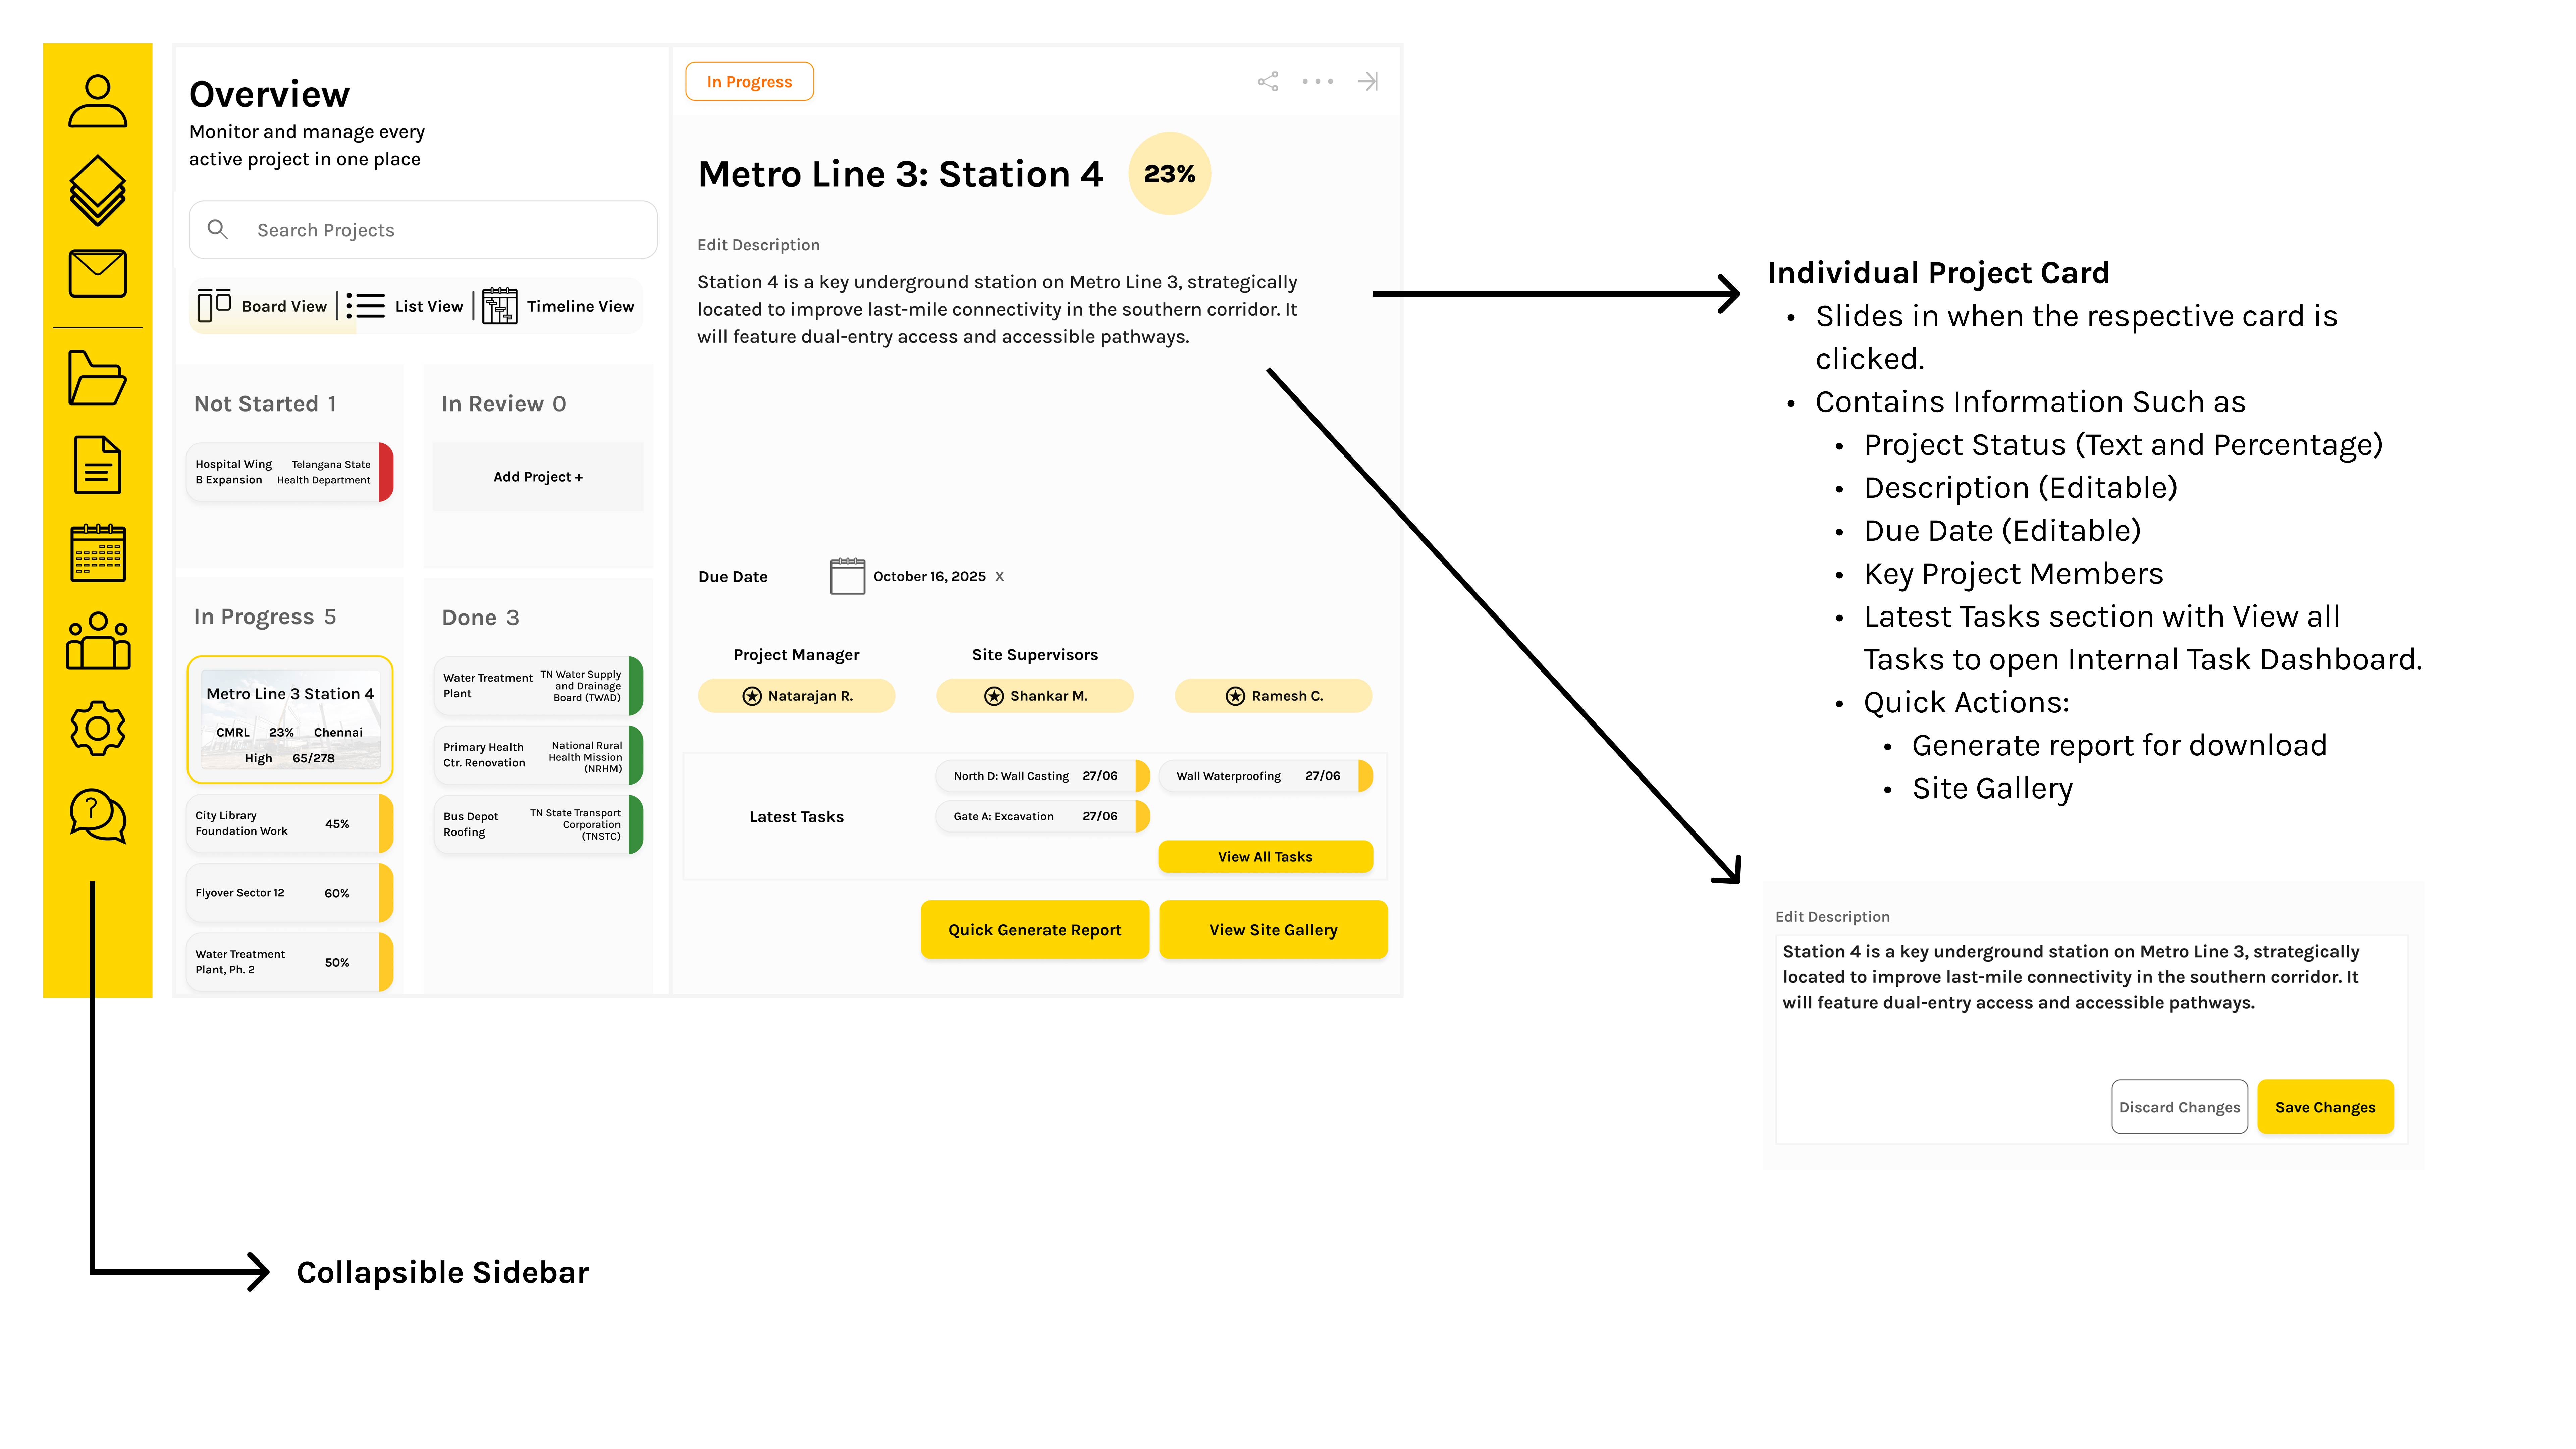 Overview
Monitor and manage every
active project in one place
Search Projects
Board View
List View
Timeline View
Not Started 1
Hospital Wing
B Expansion
Telangana State
Health Department
In Review 0
Add Project +
In Progress 5
Metro Line 3 Station 4
CMRL 23% Chennai
High 65/278
City Library
Foundation Work
45%
Flyover Sector 12
60%
Water Treatment
Plant, Ph. 2
50%
Done 3
Water Treatment
Plant
TN Water Supply
and Drainage
Board (TWAD)
Primary Health
Ctr. Renovation
National Rural
Health Mission
(NRHM)
Bus Depot
Roofing
TN State Transport
Corporation
(TNSTC)
In Progress
Metro Line 3: Station 4
23%
Edit Description
Station 4 is a key underground station on Metro Line 3, strategically
located to improve last-mile connectivity in the southern corridor. It
will feature dual-entry access and accessible pathways.
Due Date
October 16, 2025 X
Project Manager
Site Supervisors
Natarajan R.
Shankar M.
Ramesh C.
Latest Tasks
North D: Wall Casting 27/06
Wall Waterproofing 27/06
Gate A: Excavation 27/06
View All Tasks
Quick Generate Report
View Site Gallery
Individual Project Card
• Slides in when the respective card is
clicked.
• Contains Information Such as
• Project Status (Text and Percentage)
• Description (Editable)
• Due Date (Editable)
• Key Project Members
• Latest Tasks section with View all
Tasks to open Internal Task Dashboard.
• Quick Actions:
• Generate report for download
• Site Gallery
Edit Description
Station 4 is a key underground station on Metro Line 3, strategically
located to improve last-mile connectivity in the southern corridor. It
will feature dual-entry access and accessible pathways.
Discard Changes
Save Changes
Collapsible Sidebar